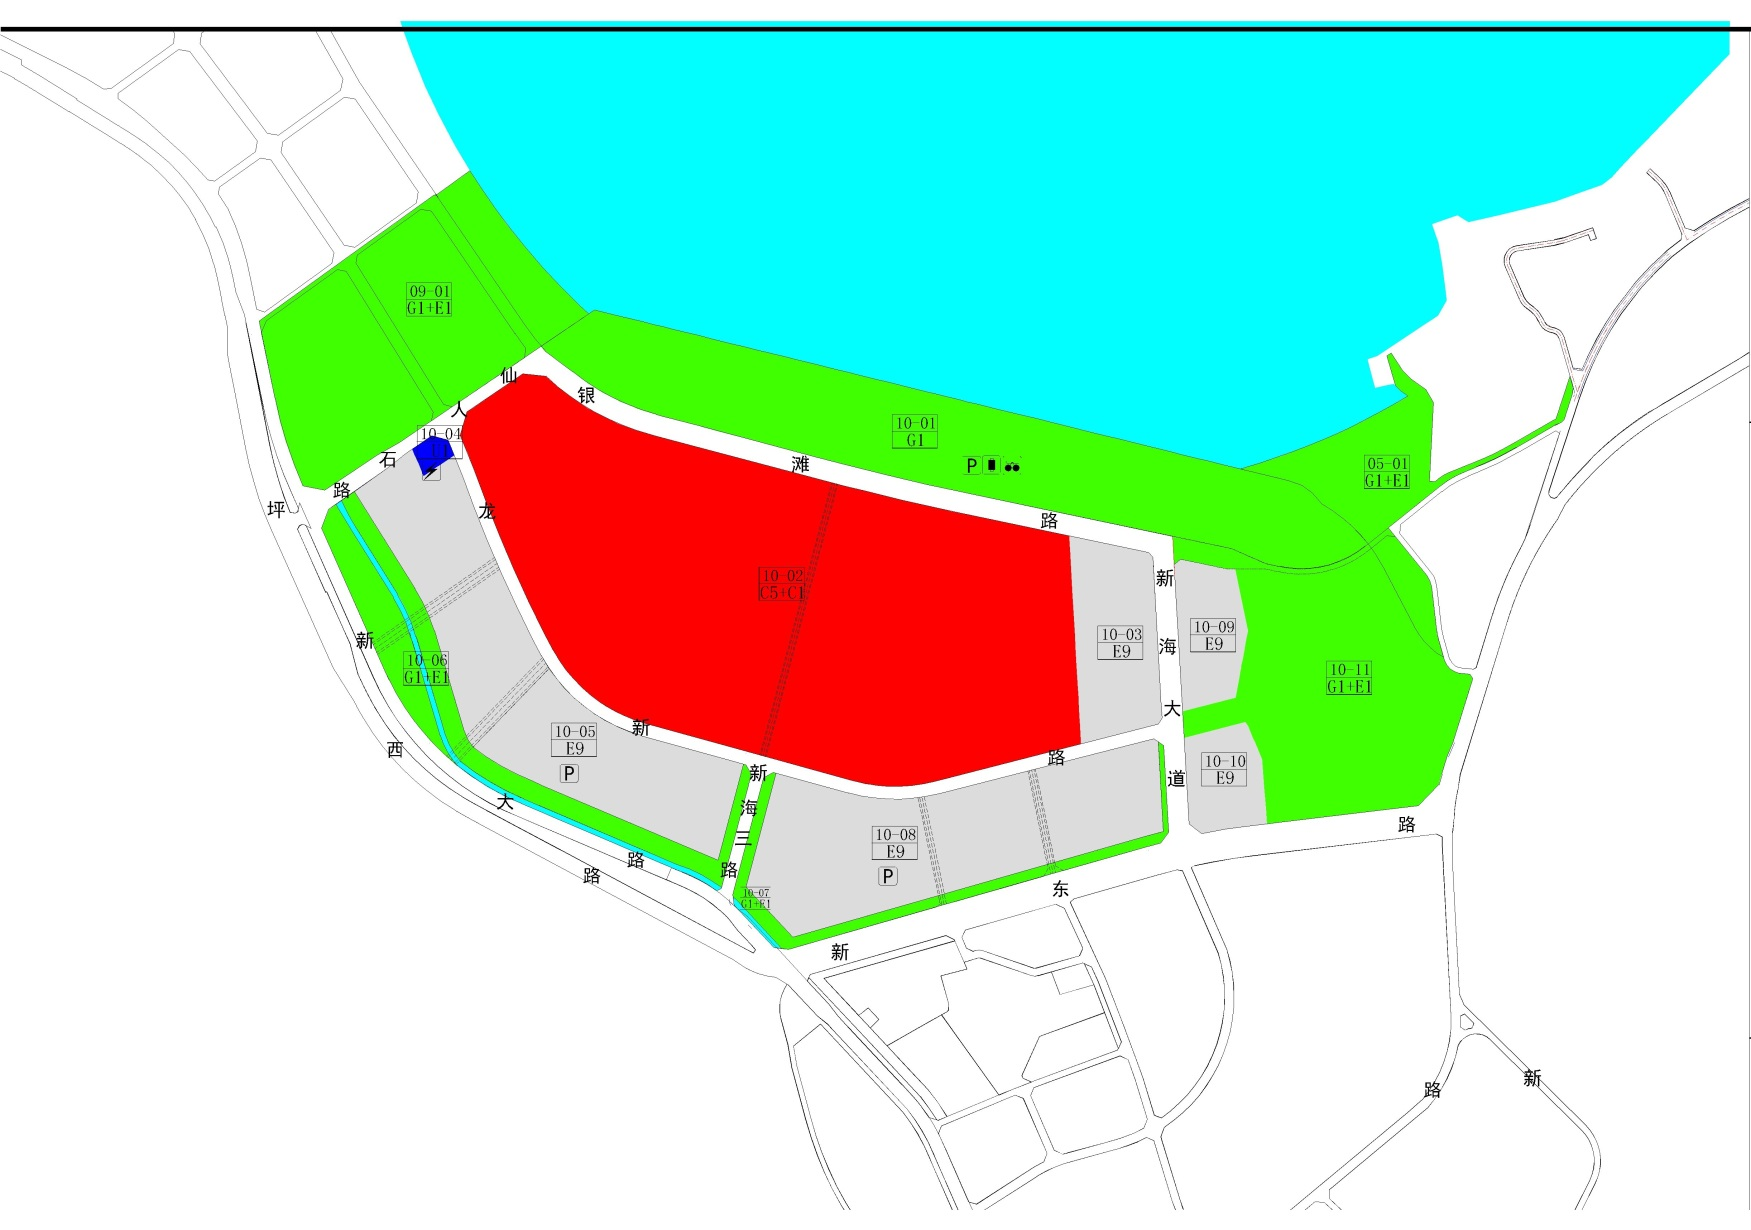 09-01
G1+E1
仙
银
人
10-01
G1
10-04
石
滩
P
05-01
G1+E1
路
坪
龙
路
10-02
C5+C1
新
10-03
E9
10-09
E9
新
海
10-06
G1+E1
10-11
G1+E1
大
10-05
E9
新
西
路
P
新
道
10-10
E9
大
海
路
三
10-08
E9
路
路
路
P
10-07
G1+E1
东
新
路
新